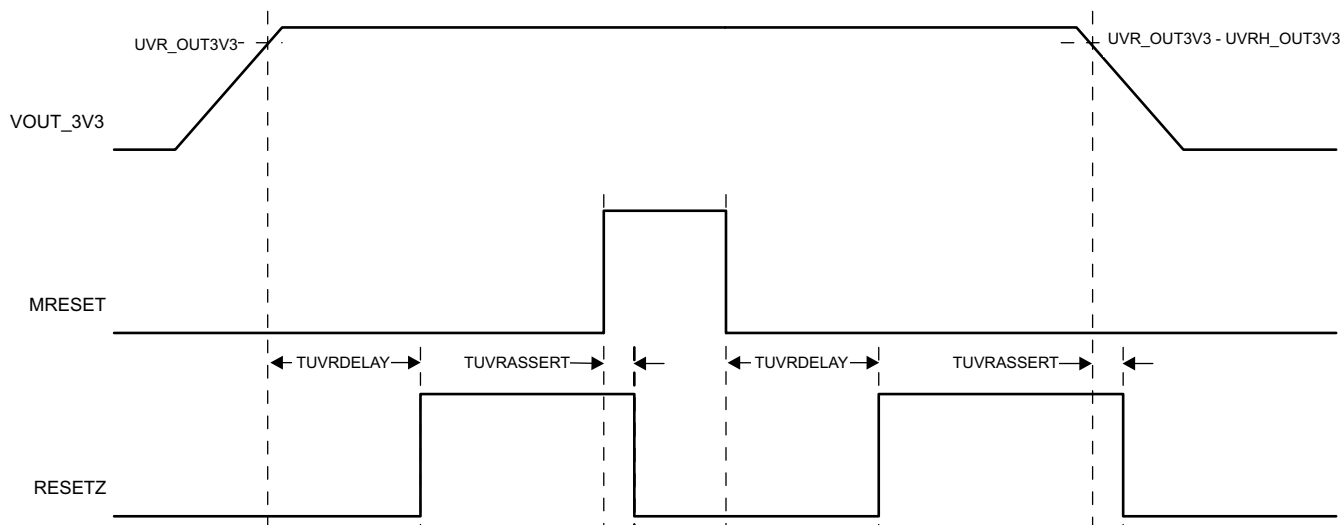 UVR_OUT3V3
UVR_OUT3V3 - UVRH_OUT3V3
VOUT_3V3
MRESET
TUVRDELAY
TUVRASSERT
TUVRDELAY
TUVRASSERT
RESETZ